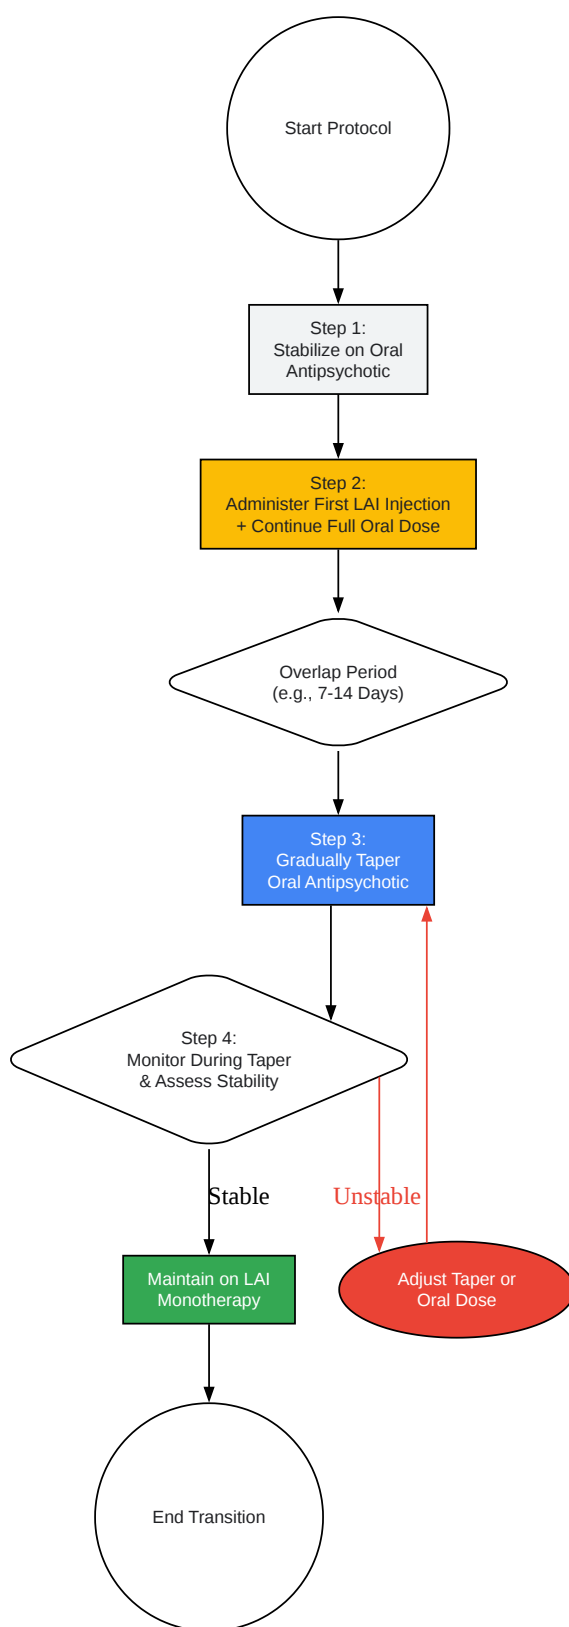 Start Protocol
Step 1:
Stabilize on Oral
Antipsychotic
Step 2:
Administer First LAI Injection
+ Continue Full Oral Dose
Overlap Period
(e.g., 7-14 Days)
Step 3:
Gradually Taper
Oral Antipsychotic
Step 4:
Monitor During Taper
& Assess Stability
Stable
Unstable
Maintain on LAI
Monotherapy
Adjust Taper or
Oral Dose
End Transition